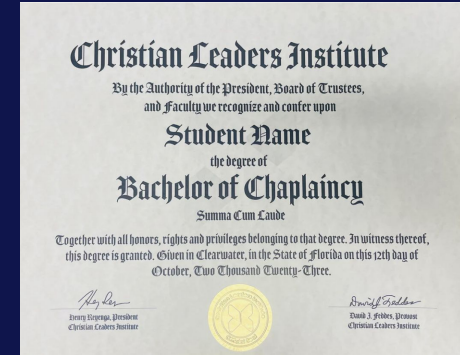 Christian Leaders Institute
By the Authority of the President, Board of Trustees,
and Faculty we recognize and confer upon
Student Name
the degree of
Bachelor of Chaplaincy
Summa Cum Laude
Together with all honors, rights and privileges belonging to that degree. In witness thereof,
this degree is granted. Given in Clearwater, in the State of Florida on this 12th day of
October, Two Thousand Twenty-Three.
Henry Reyenga, President
Christian Leaders Institute
David J. Feddes
David J. Feddes, Provost
Christian Leaders Institute